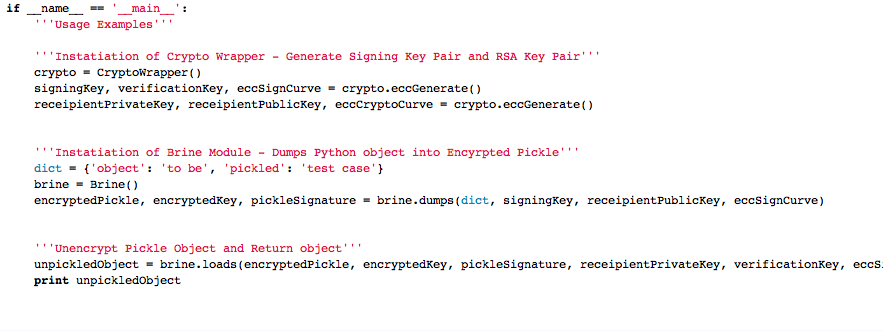 if __name__ == '__main__':
    '''Usage Examples'''
    '''Instatiation of Crypto Wrapper - Generate Signing Key Pair and RSA Key Pair'''
    crypto = CryptoWrapper()
    signingKey, verificationKey, eccSignCurve = crypto.eccGenerate()
    receipientPrivateKey, receipientPublicKey, eccCryptoCurve = crypto.eccGenerate()
    '''Instatiation of Brine Module - Dumps Python object into Encyrpted Pickle'''
    dict = {'object': 'to be', 'pickled': 'test case'}
    brine = Brine()
    encryptedPickle, encryptedKey, pickleSignature = brine.dumps(dict, signingKey, receipientPublicKey, eccSignCurve)
    '''Unencrypt Pickle Object and Return object'''
    unpickledObject = brine.loads(encryptedPickle, encryptedKey, pickleSignature, receipientPrivateKey, verificationKey, eccS
    print unpickledObject